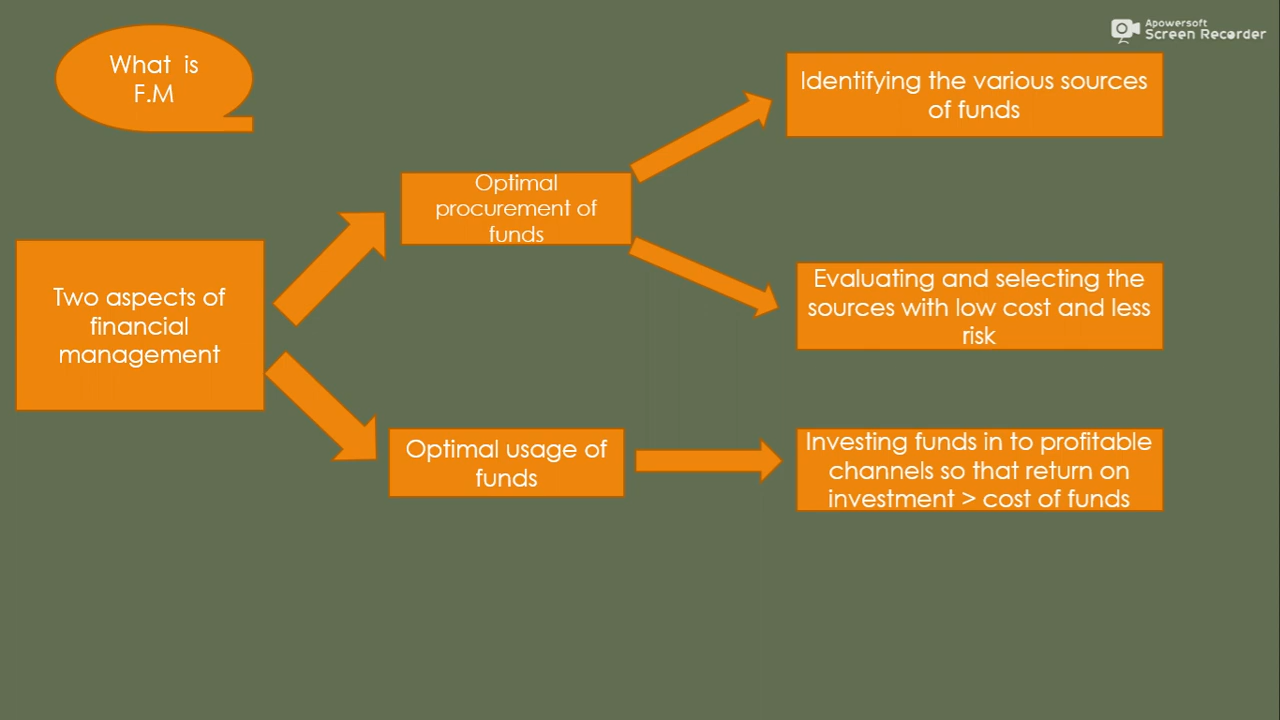 What is
F.M
Apowersoft
Screen Recorder
Identifying the various sources
of funds
Optimal
procurement of
funds
Two aspects of
financial
management
Evaluating and selecting the
sources with low cost and less
risk
Optimal usage of
funds
Investing funds in to profitable
channels so that return on
investment > cost of funds